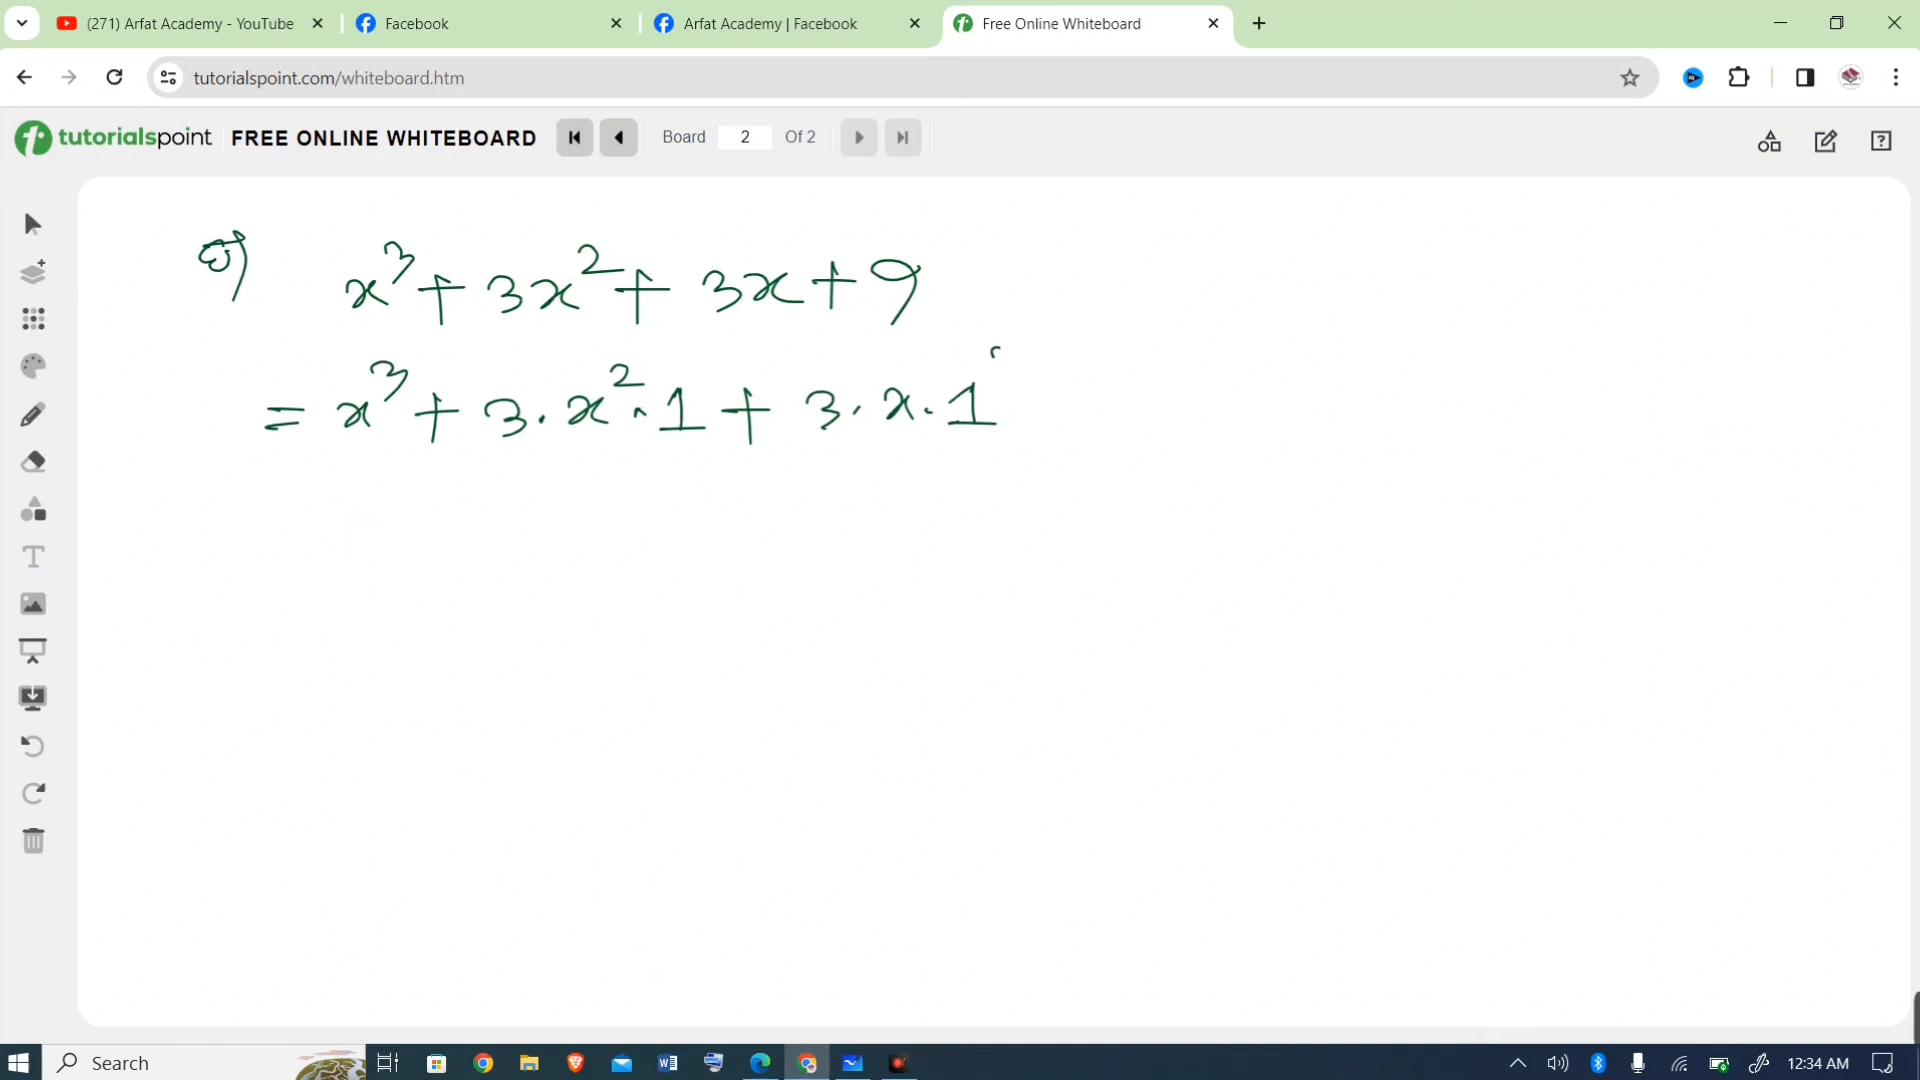 (271) Arfat Academy - YouTube
Facebook
Arfat Academy | Facebook
Free Online Whiteboard
tutorialspoint.com/whiteboard.htm
tutorialspoint FREE ONLINE WHITEBOARD Board 2 Of 2
x³ + 3x² + 3x + 9
= x³ + 3 · x² · 1 + 3 · x · 1
Search
12:34 AM